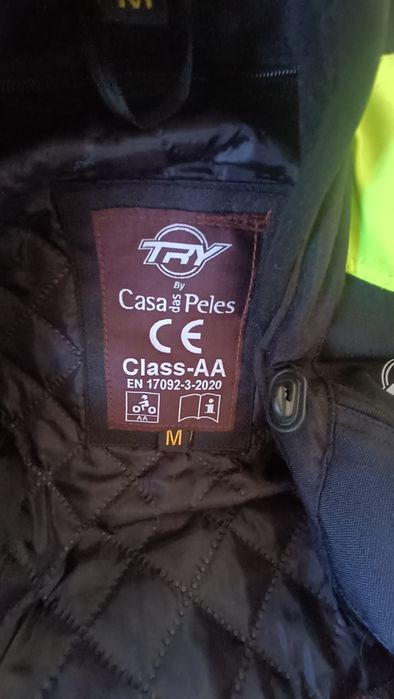 M
TRY
By
Casa das Peles
CE
Class-AA
EN 17092-3-2020
AA
i
M